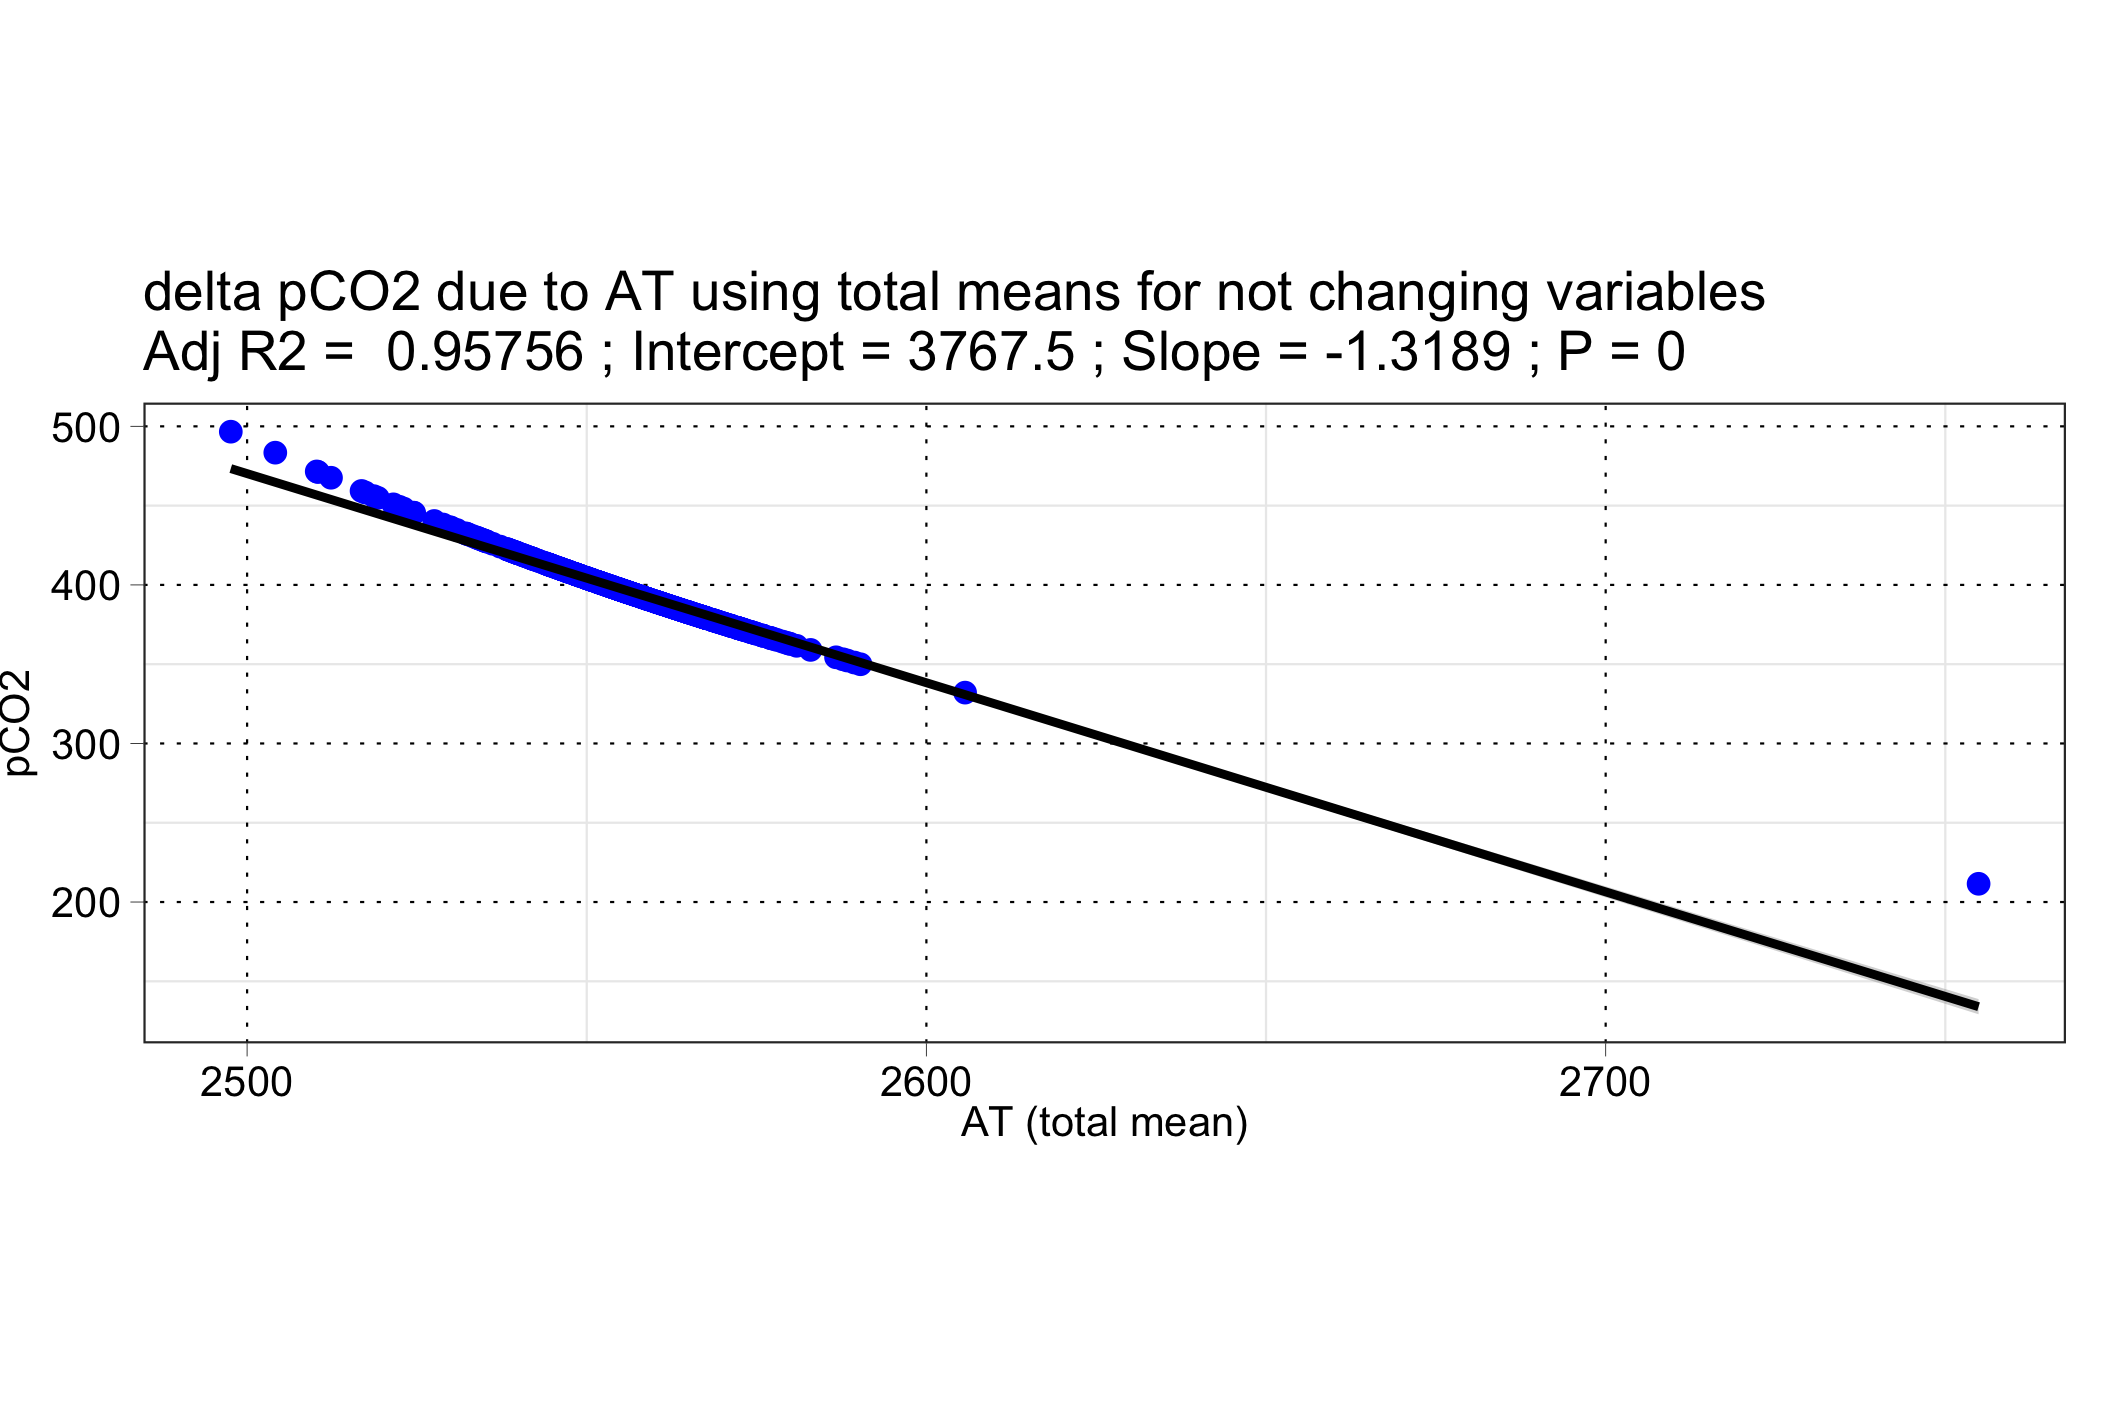 delta pCO2 due to AT using total means for not changing variables
Adj R2 =  0.95756 ; Intercept = 3767.5 ; Slope = -1.3189 ; P = 0
500
400
300
200
pCO2
2500 2600 2700
AT (total mean)